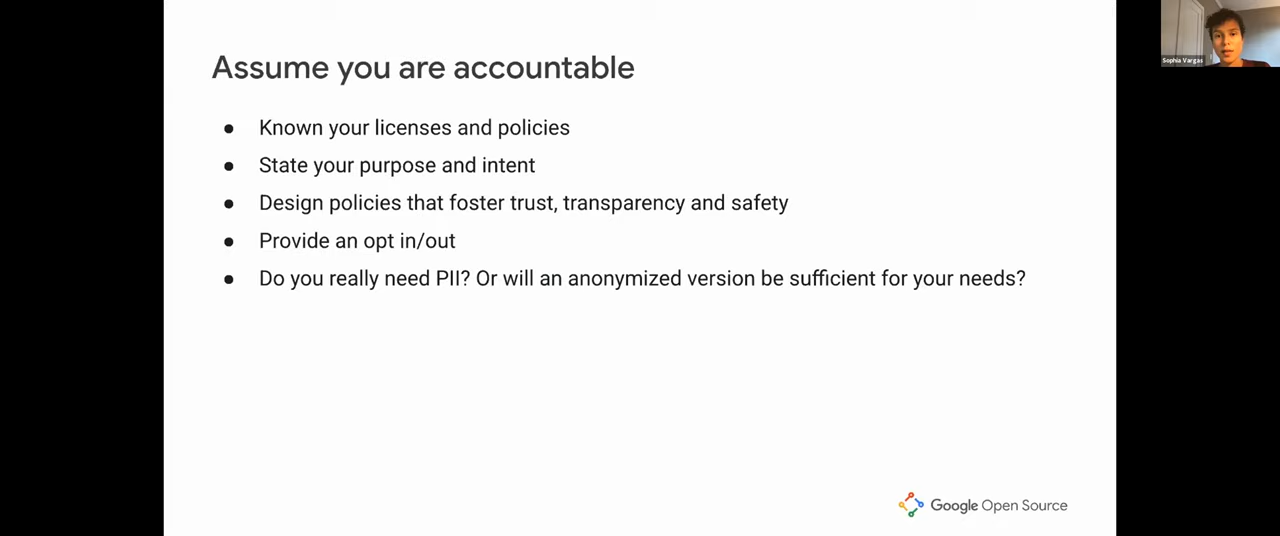 Assume you are accountable
Sophia Vargas
● Known your licenses and policies
● State your purpose and intent
● Design policies that foster trust, transparency and safety
● Provide an opt in/out
● Do you really need PII? Or will an anonymized version be sufficient for your needs?
Google Open Source